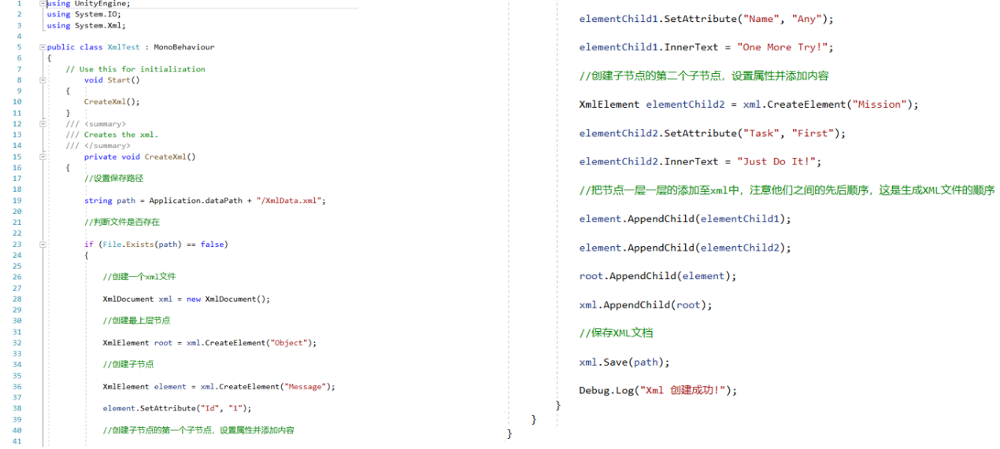 1 using UnityEngine;
2 using System.IO;
3 using System.Xml;
4
5 public class XmlTest : MonoBehaviour
6 {
7 // Use this for initialization
8 void Start()
9 {
10 CreateXml();
11 }
12 /// <summary>
13 /// Creates the xml.
14 /// </summary>
15 private void CreateXml()
16 {
17 //设置保存路径
18
19 string path = Application.dataPath + "/XmlData.xml";
20
21 //判断文件是否存在
22
23 if (File.Exists(path) == false)
24 {
25
26 //创建一个xml文件
27
28 XmlDocument xml = new XmlDocument();
29
30 //创建最上层节点
31
32 XmlElement root = xml.CreateElement("Object");
33
34 //创建子节点
35
36 XmlElement element = xml.CreateElement("Message");
37
38 element.SetAttribute("Id", "1");
39
40 //创建子节点的第一个子节点，设置属性并添加内容
41
elementChild1.SetAttribute("Name", "Any");
elementChild1.InnerText = "One More Try!";
//创建子节点的第二个子节点，设置属性并添加内容
XmlElement elementChild2 = xml.CreateElement("Mission");
elementChild2.SetAttribute("Task", "First");
elementChild2.InnerText = "Just Do It!";
//把节点一层一层的添加至xml中，注意他们之间的先后顺序，这是生成XML文件的顺序
element.AppendChild(elementChild1);
element.AppendChild(elementChild2);
root.AppendChild(element);
xml.AppendChild(root);
//保存XML文档
xml.Save(path);
Debug.Log("Xml 创建成功!");
}
}
}